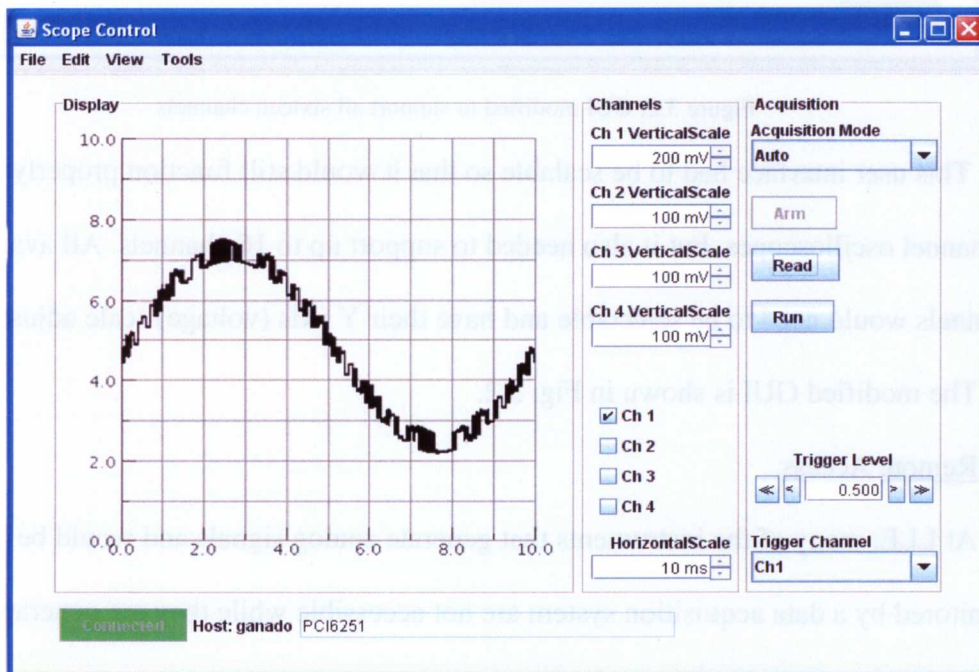 Scope Control
File Edit View Tools
Display
10.0
8.0
6.0
4.0
2.0
0.0
0.0 2.0 4.0 6.0 8.0 10.0
Channels
Ch 1 VerticalScale
200 mV
Ch 2 VerticalScale
100 mV
Ch 3 VerticalScale
100 mV
Ch 4 VerticalScale
100 mV
Ch 1
Ch 2
Ch 3
Ch 4
HorizontalScale
10 ms
Acquisition
Acquisition Mode
Auto
Arm
Read
Run
Trigger Level
≪ < 0.500 > ≫
Trigger Channel
Ch1
Connected Host: ganado PCI6251